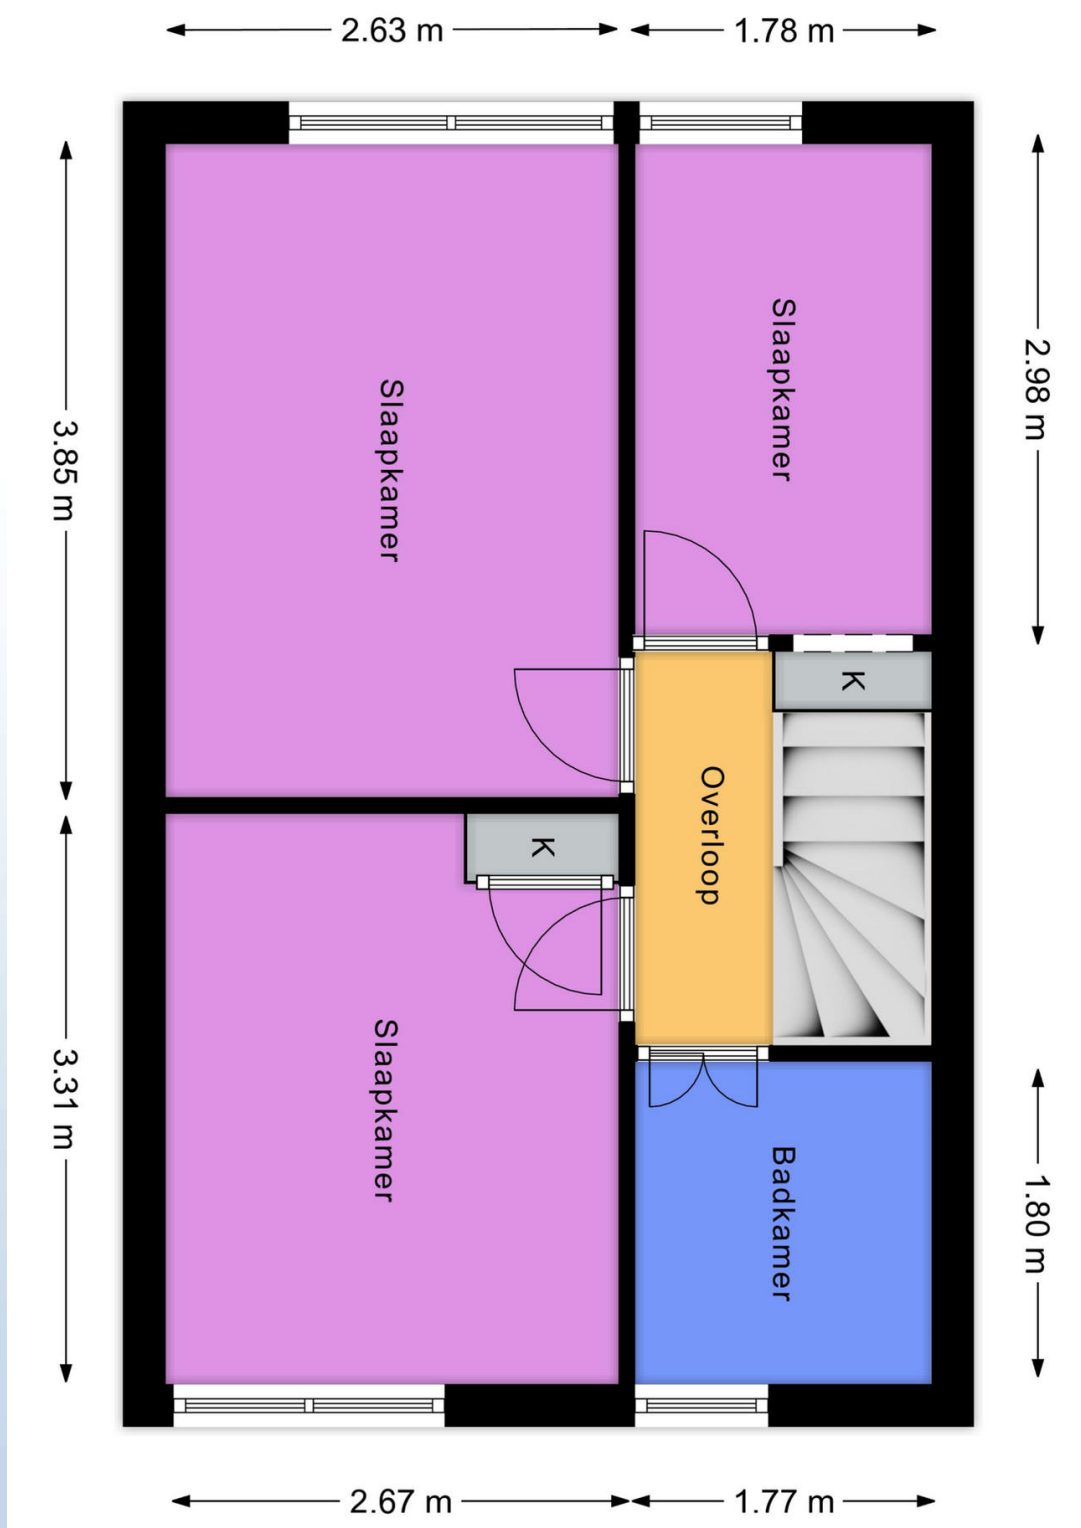 2.63 m
1.78 m
Slaapkamer
Slaapkamer
2.98 m
3.85 m
K
Overloop
K
Slaapkamer
3.31 m
Badkamer
1.80 m
2.67 m
1.77 m